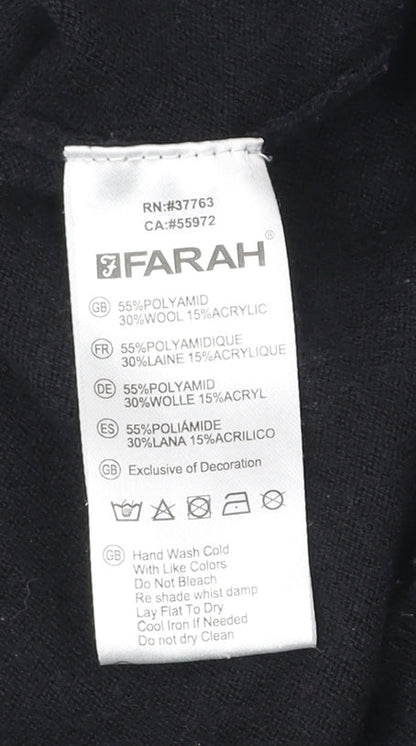 RN:#37763
CA:#55972
FARAH®
GB 55%POLYAMID
30%WOOL 15%ACRYLIC
FR 55%POLYAMIDIQUE
30%LAINE 15%ACRYLIQUE
DE 55%POLYAMID
30%WOLLE 15%ACRYL
ES 55%POLIÁMIDE
30%LANA 15%ACRILICO
GB Exclusive of Decoration
GB Hand Wash Cold
With Like Colors
Do Not Bleach
Re shade whist damp
Lay Flat To Dry
Cool Iron If Needed
Do not dry Clean